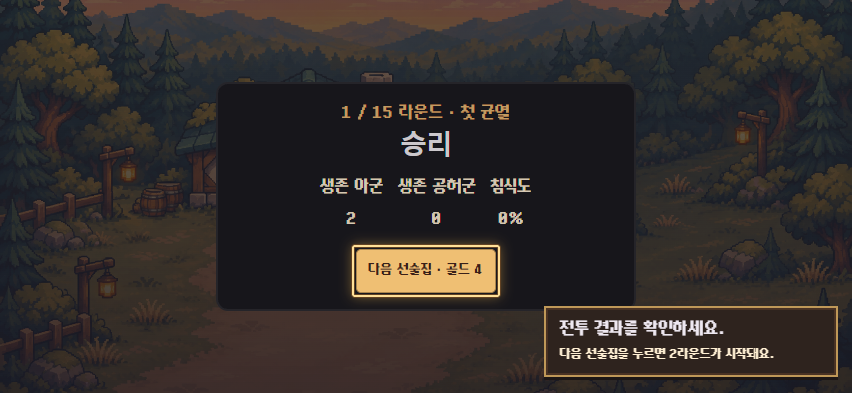 1 / 15 라운드 · 첫 균열
승리
생존 아군 생존 공허군 침식도
2 0 0%
다음 선술집 · 골드 4
전투 결과를 확인하세요.
다음 선술집을 누르면 2라운드가 시작돼요.